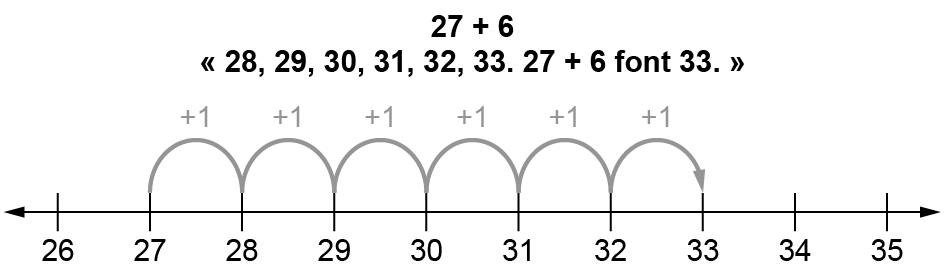 27 + 6
« 28, 29, 30, 31, 32, 33. 27 + 6 font 33. »
+1 +1 +1 +1 +1 +1
26 27 28 29 30 31 32 33 34 35